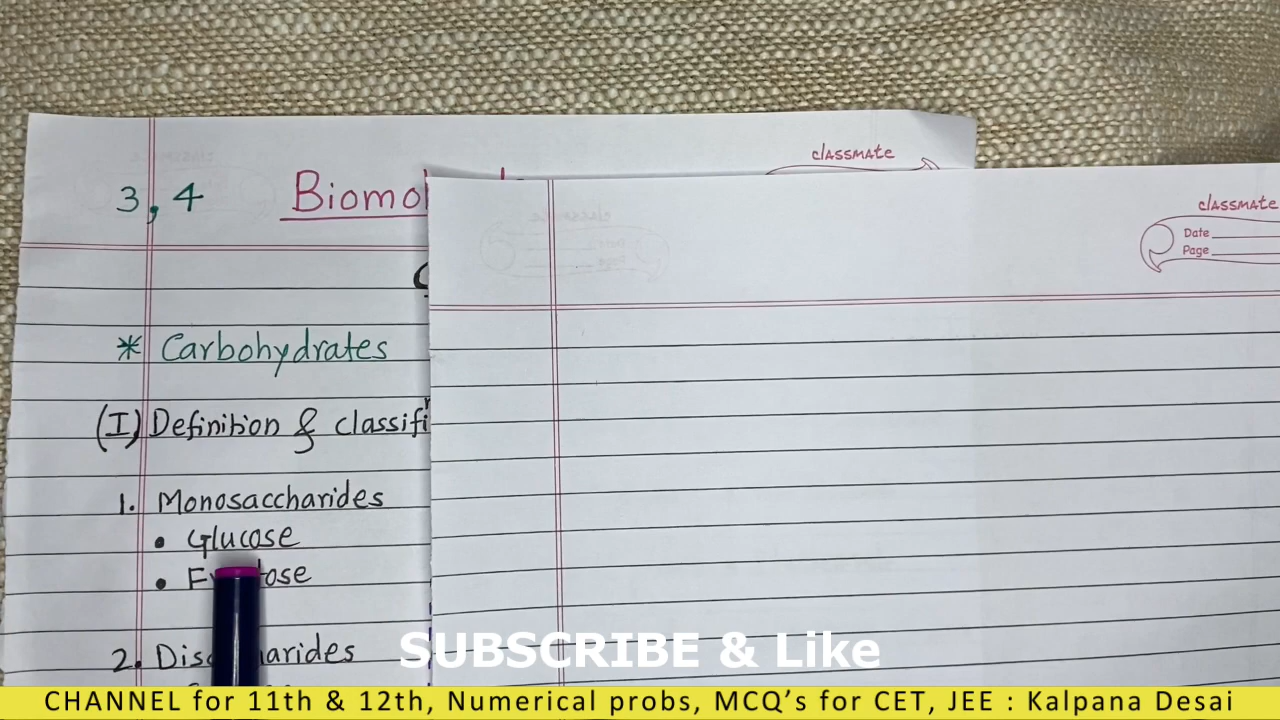 classmate
3, 4
classmate
Date
Page
* Carbohydrates
(I) Definition & classifi
1. Monosaccharides
• Glucose
•
2.
SUBSCRIBE & Like
CHANNEL for 11th & 12th, Numerical probs, MCQ’s for CET, JEE : Kalpana Desai